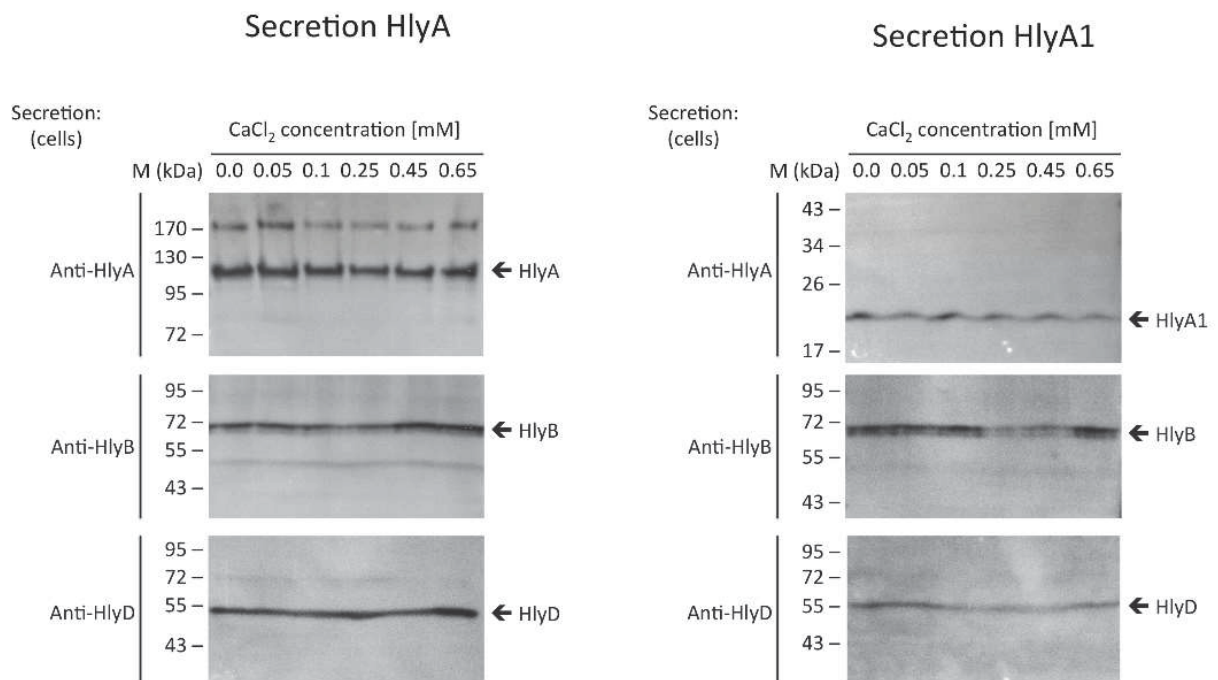 Secretion HlyA
Secretion:
(cells)
CaCl₂ concentration [mM]
M (kDa) 0.0 0.05 0.1 0.25 0.45 0.65
Anti-HlyA
170 –
130 –
95 –
72 –
← HlyA
Anti-HlyB
95 –
72 –
55 –
43 –
← HlyB
Anti-HlyD
95 –
72 –
55 –
43 –
← HlyD
Secretion HlyA1
Secretion:
(cells)
CaCl₂ concentration [mM]
M (kDa) 0.0 0.05 0.1 0.25 0.45 0.65
Anti-HlyA
43 –
34 –
26 –
17 –
← HlyA1
Anti-HlyB
95 –
72 –
55 –
43 –
← HlyB
Anti-HlyD
95 –
72 –
55 –
43 –
← HlyD